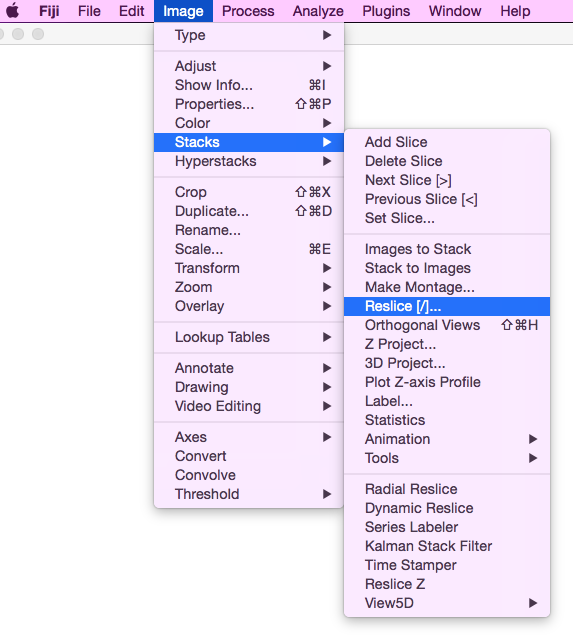 Fiji File Edit Image Process Analyze Plugins Window Help
Type
Adjust
Show Info... ⌘I
Properties... ⇧⌘P
Color
Stacks
Hyperstacks
Crop ⇧⌘X
Duplicate... ⇧⌘D
Rename...
Scale... ⌘E
Transform
Zoom
Overlay
Lookup Tables
Annotate
Drawing
Video Editing
Axes
Convert
Convolve
Threshold
Add Slice
Delete Slice
Next Slice [>]
Previous Slice [<]
Set Slice...
Images to Stack
Stack to Images
Make Montage...
Reslice [/]...
Orthogonal Views ⇧⌘H
Z Project...
3D Project...
Plot Z-axis Profile
Label...
Statistics
Animation
Tools
Radial Reslice
Dynamic Reslice
Series Labeler
Kalman Stack Filter
Time Stamper
Reslice Z
View5D